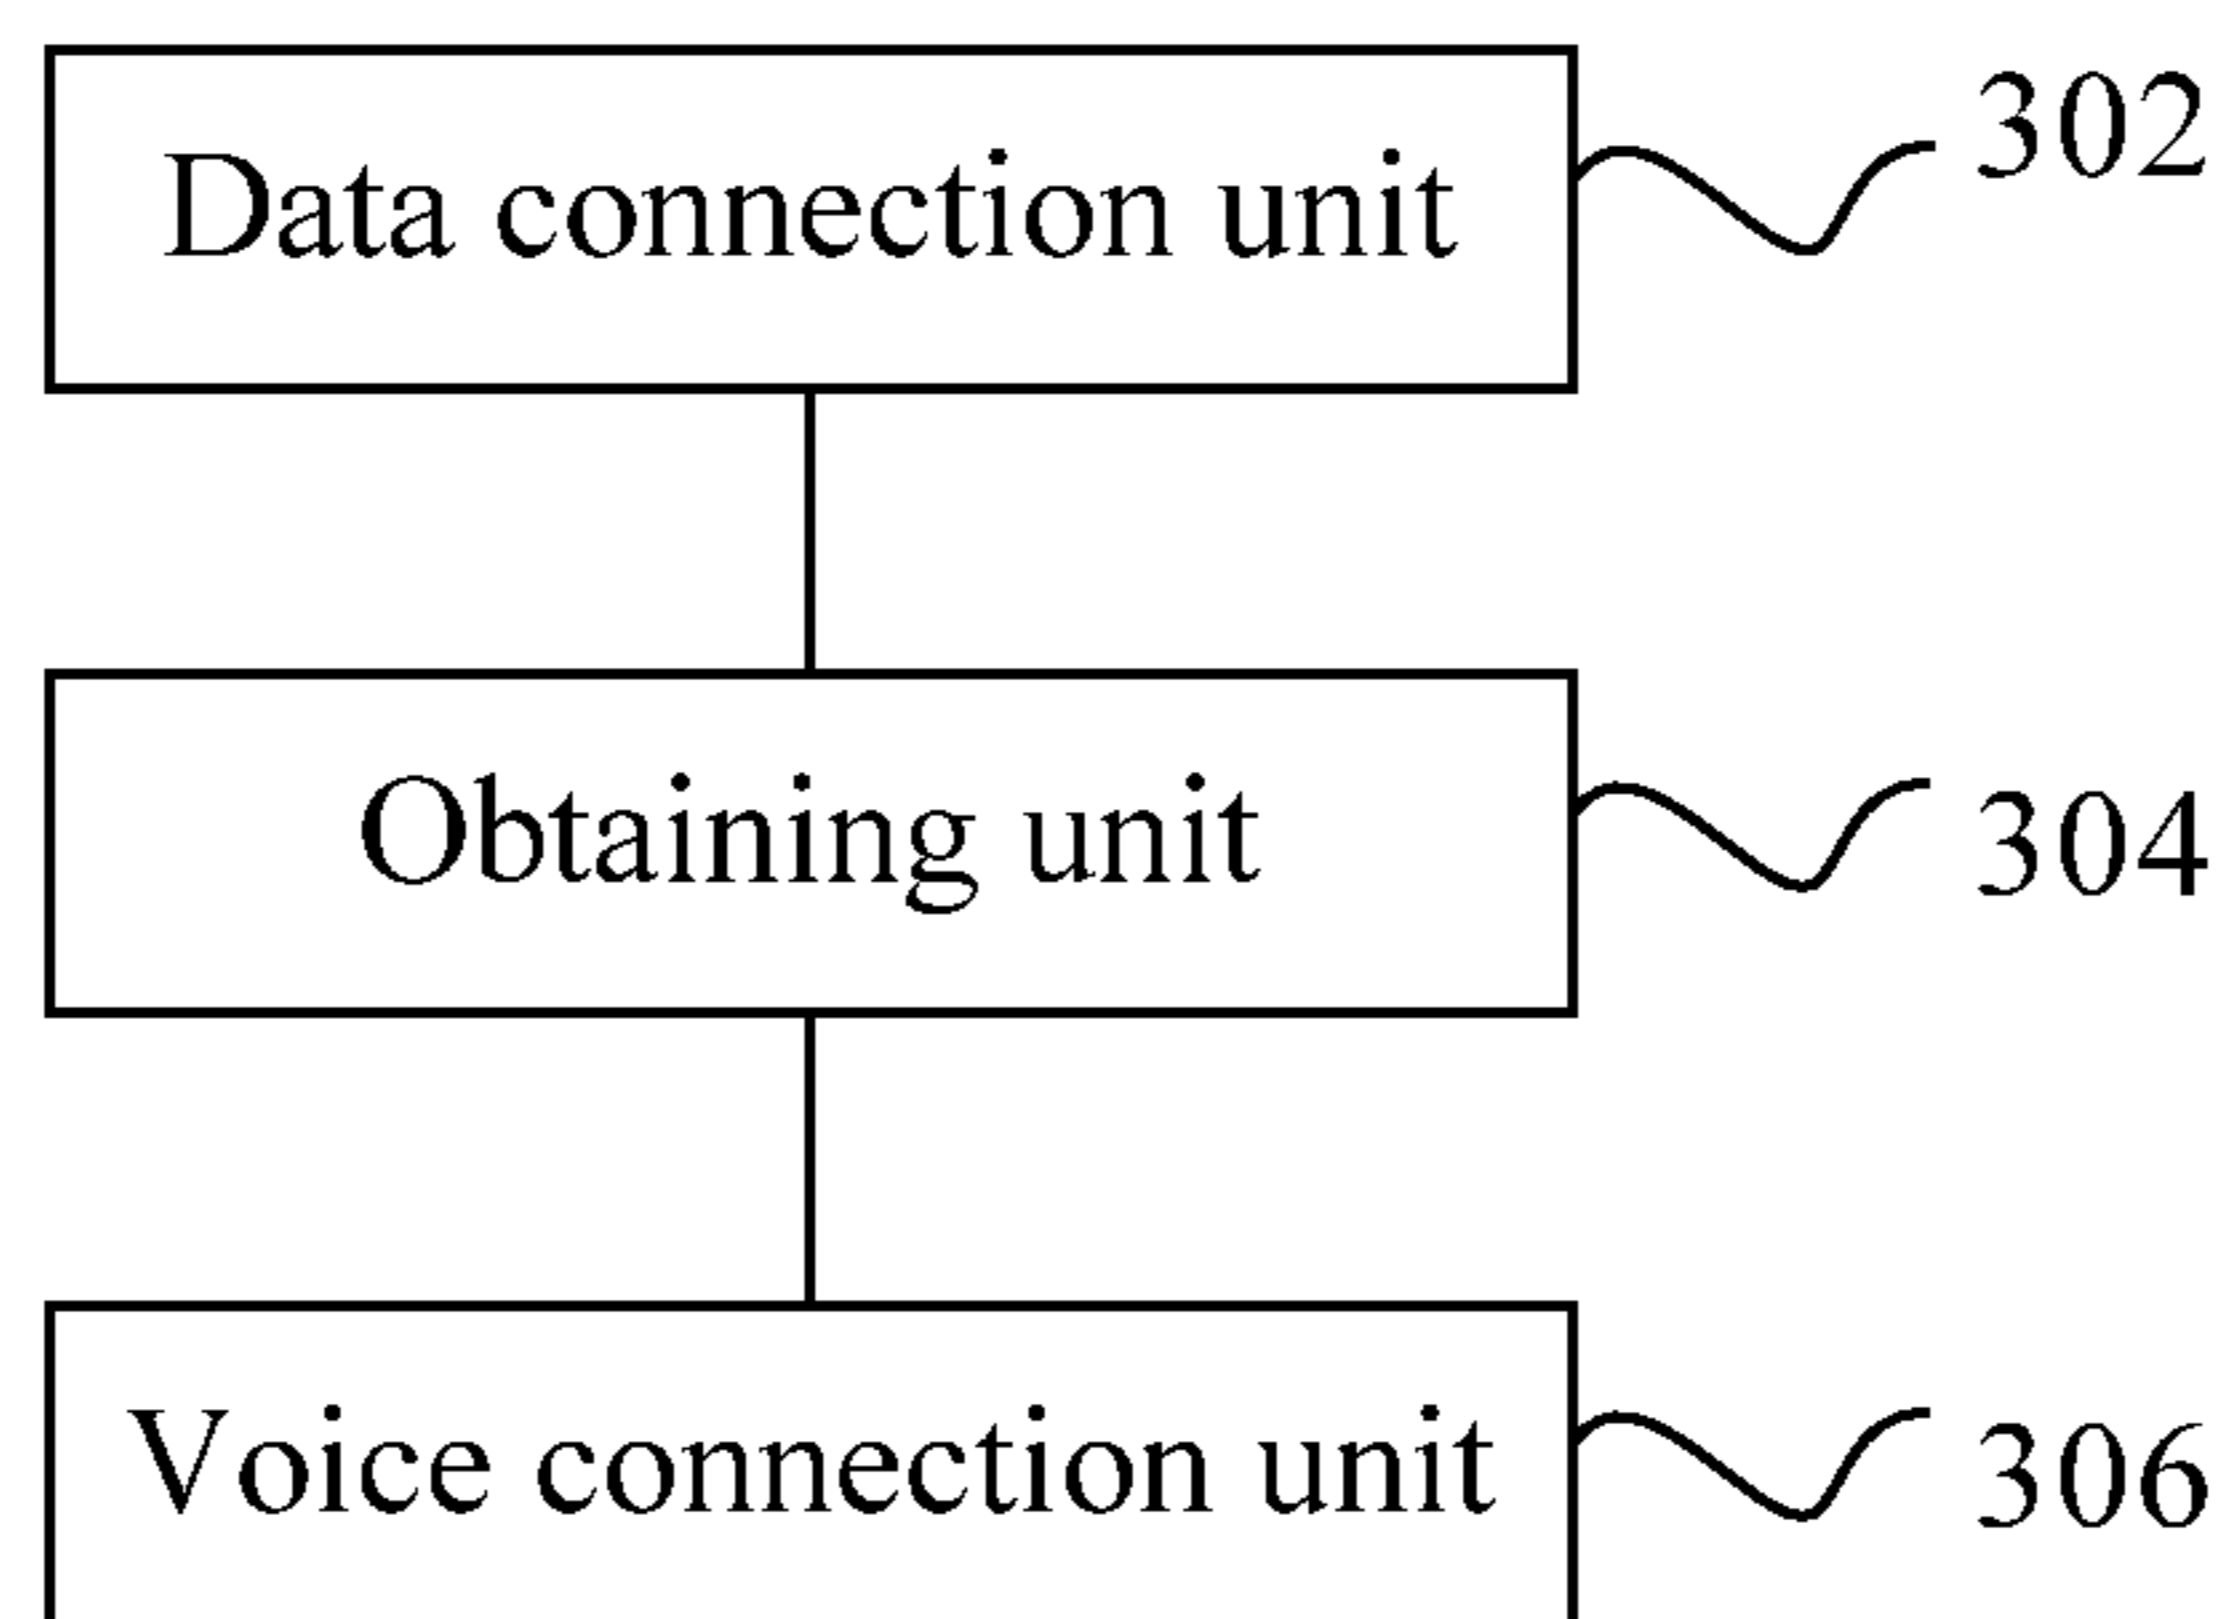 Data connection unit
302
Obtaining unit
304
Voice connection unit
306